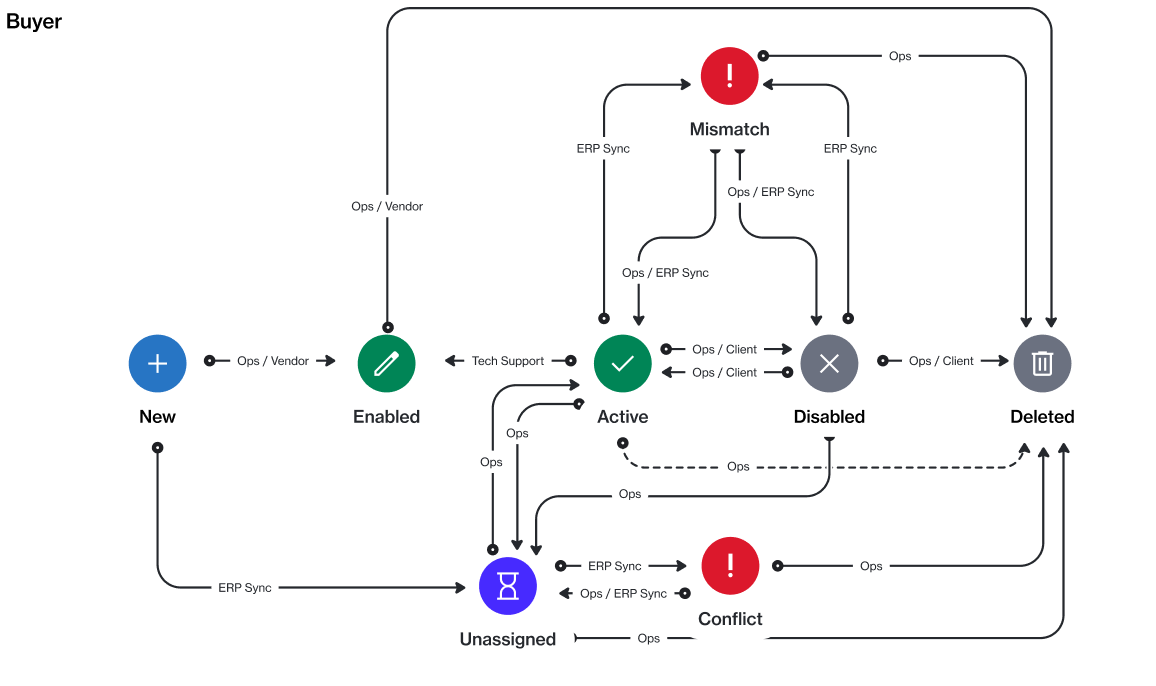 Buyer
Ops
Mismatch
ERP Sync
ERP Sync
Ops / ERP Sync
Ops / Vendor
Ops / ERP Sync
Ops / Client
Ops / Vendor
Tech Support
Ops / Client
Ops / Client
New
Enabled
Active
Disabled
Deleted
Ops
Ops
Ops
Ops
ERP Sync
Ops
ERP Sync
Ops / ERP Sync
Conflict
Unassigned
Ops